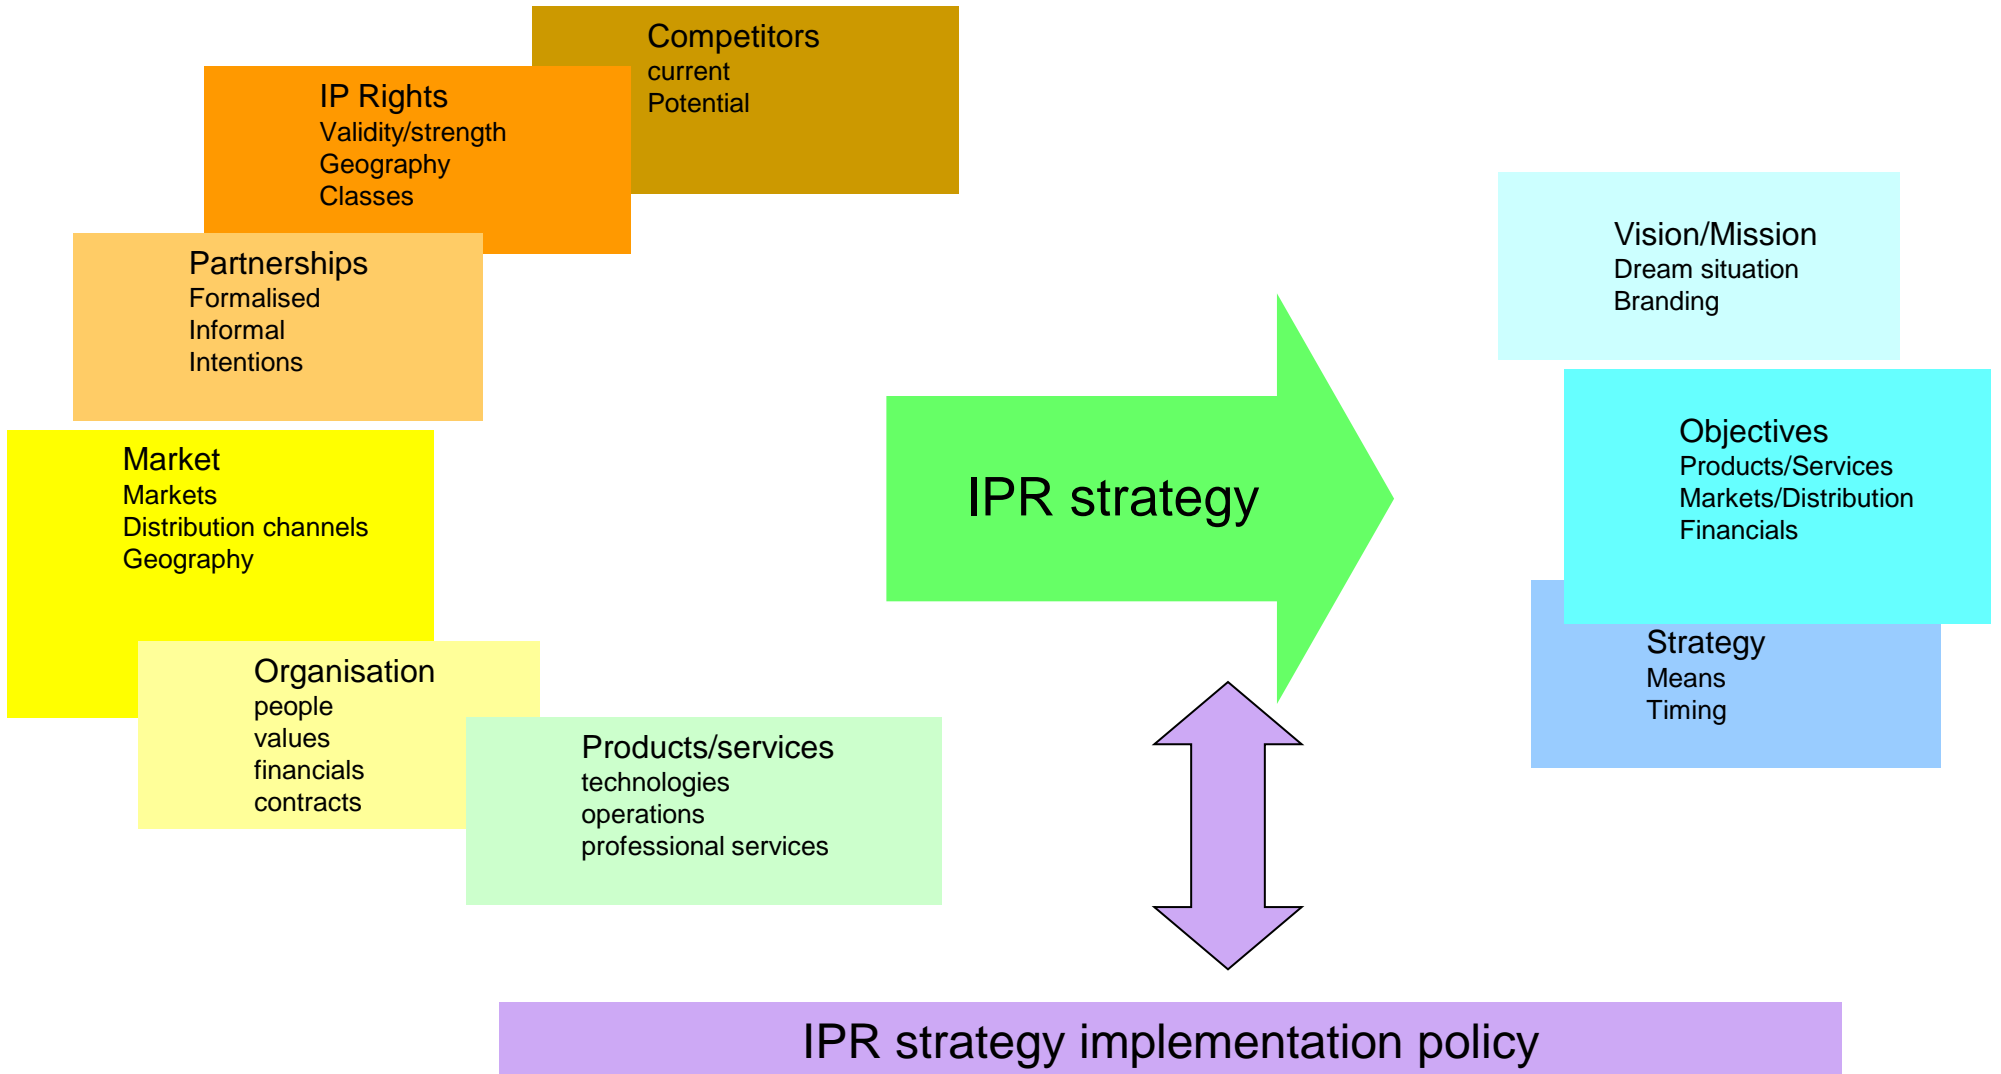 Competitors
current
Potential
IP Rights
Validity/strength
Geography
Classes
Partnerships
Formalised
Informal
Intentions
Market
Markets
Distribution channels
Geography
Organisation
people
values
financials
contracts
Products/services
technologies
operations
professional services
IPR strategy
Vision/Mission
Dream situation
Branding
Objectives
Products/Services
Markets/Distribution
Financials
Strategy
Means
Timing
IPR strategy implementation policy